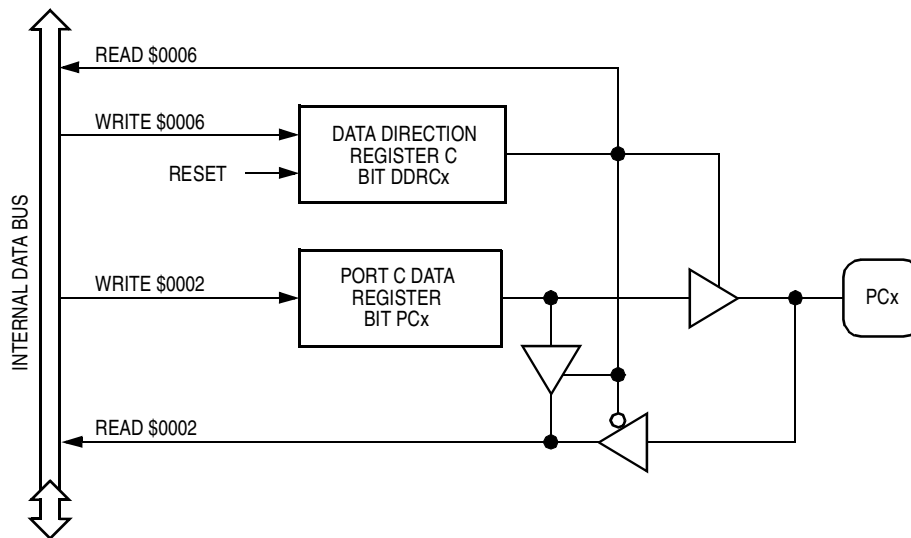 READ $0006
WRITE $0006
DATA DIRECTION
REGISTER C
BIT DDRCx
RESET
INTERNAL DATA BUS
WRITE $0002
PORT C DATA
REGISTER
BIT PCx
PCx
READ $0002